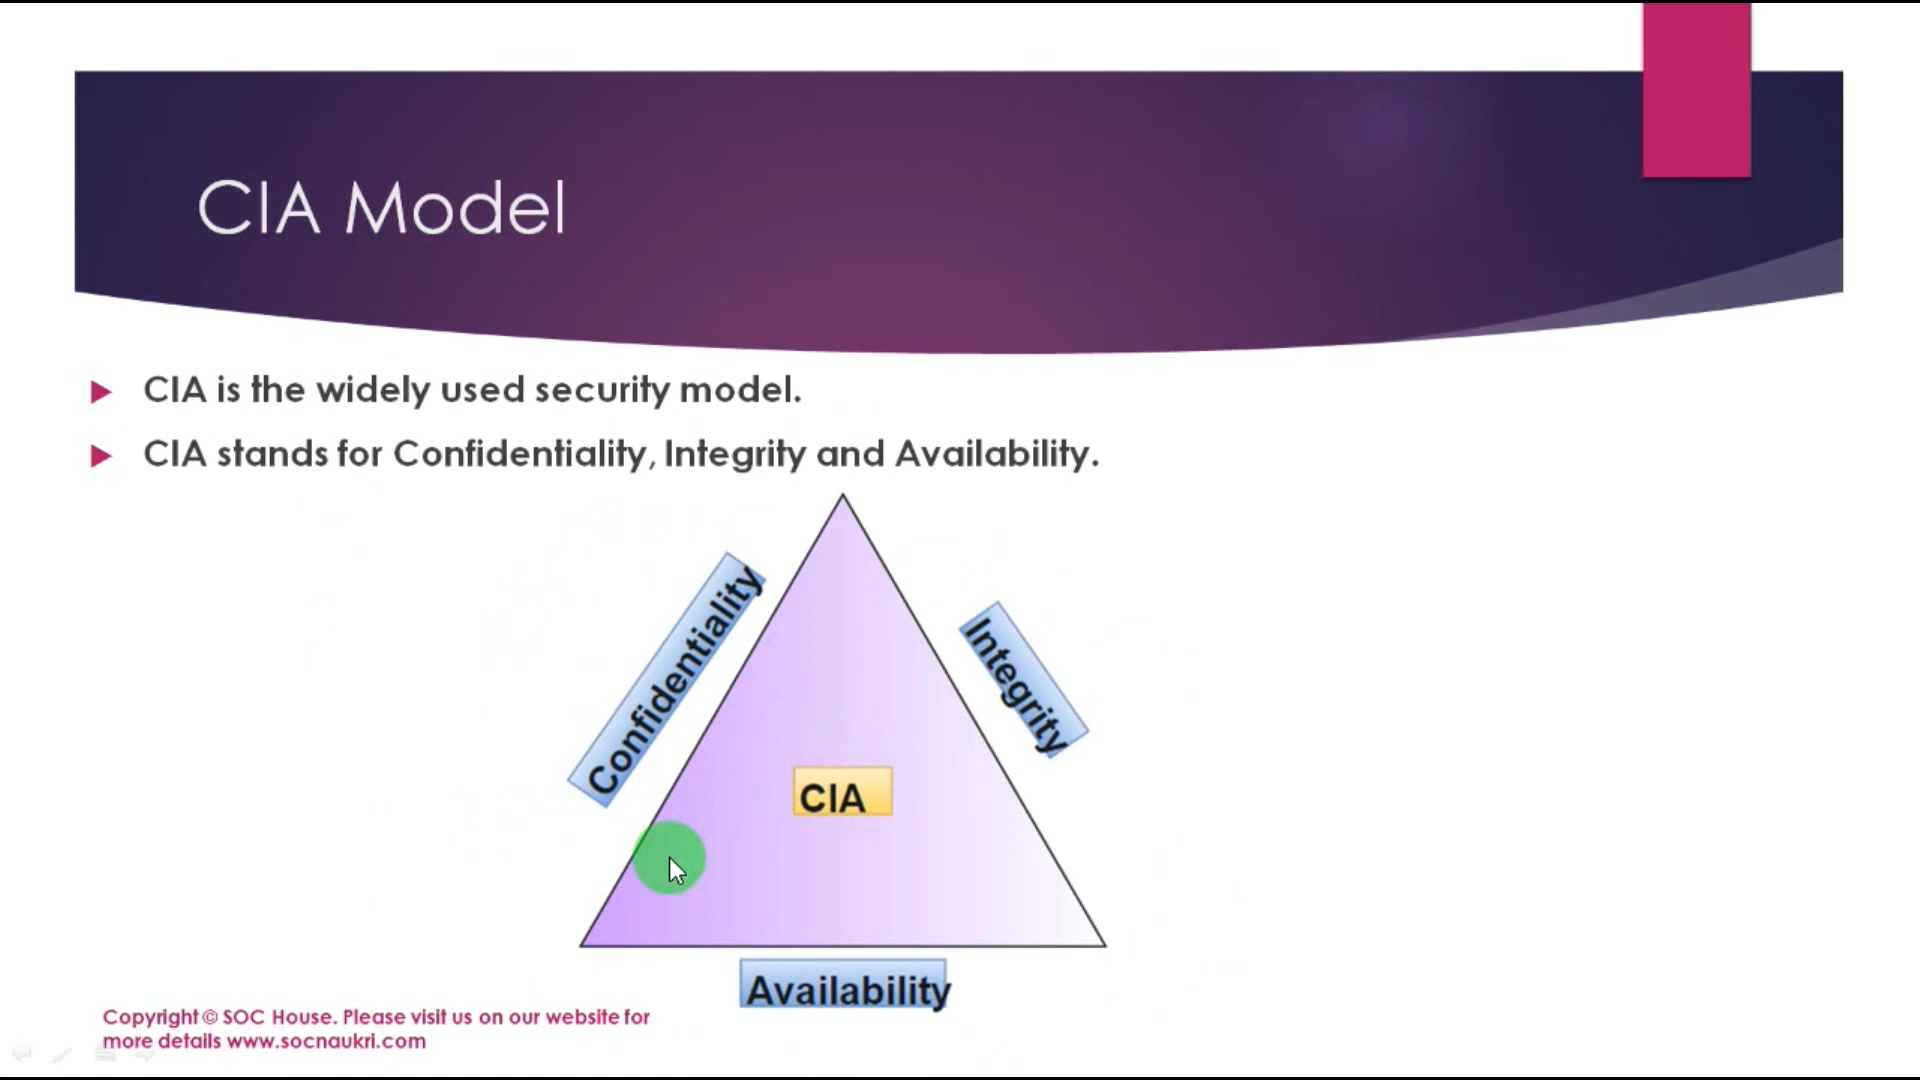 CIA Model
CIA is the widely used security model.
CIA stands for Confidentiality, Integrity and Availability.
Confidentiality
Integrity
CIA
Availability
Copyright © SOC House. Please visit us on our website for
more details www.socnaukri.com